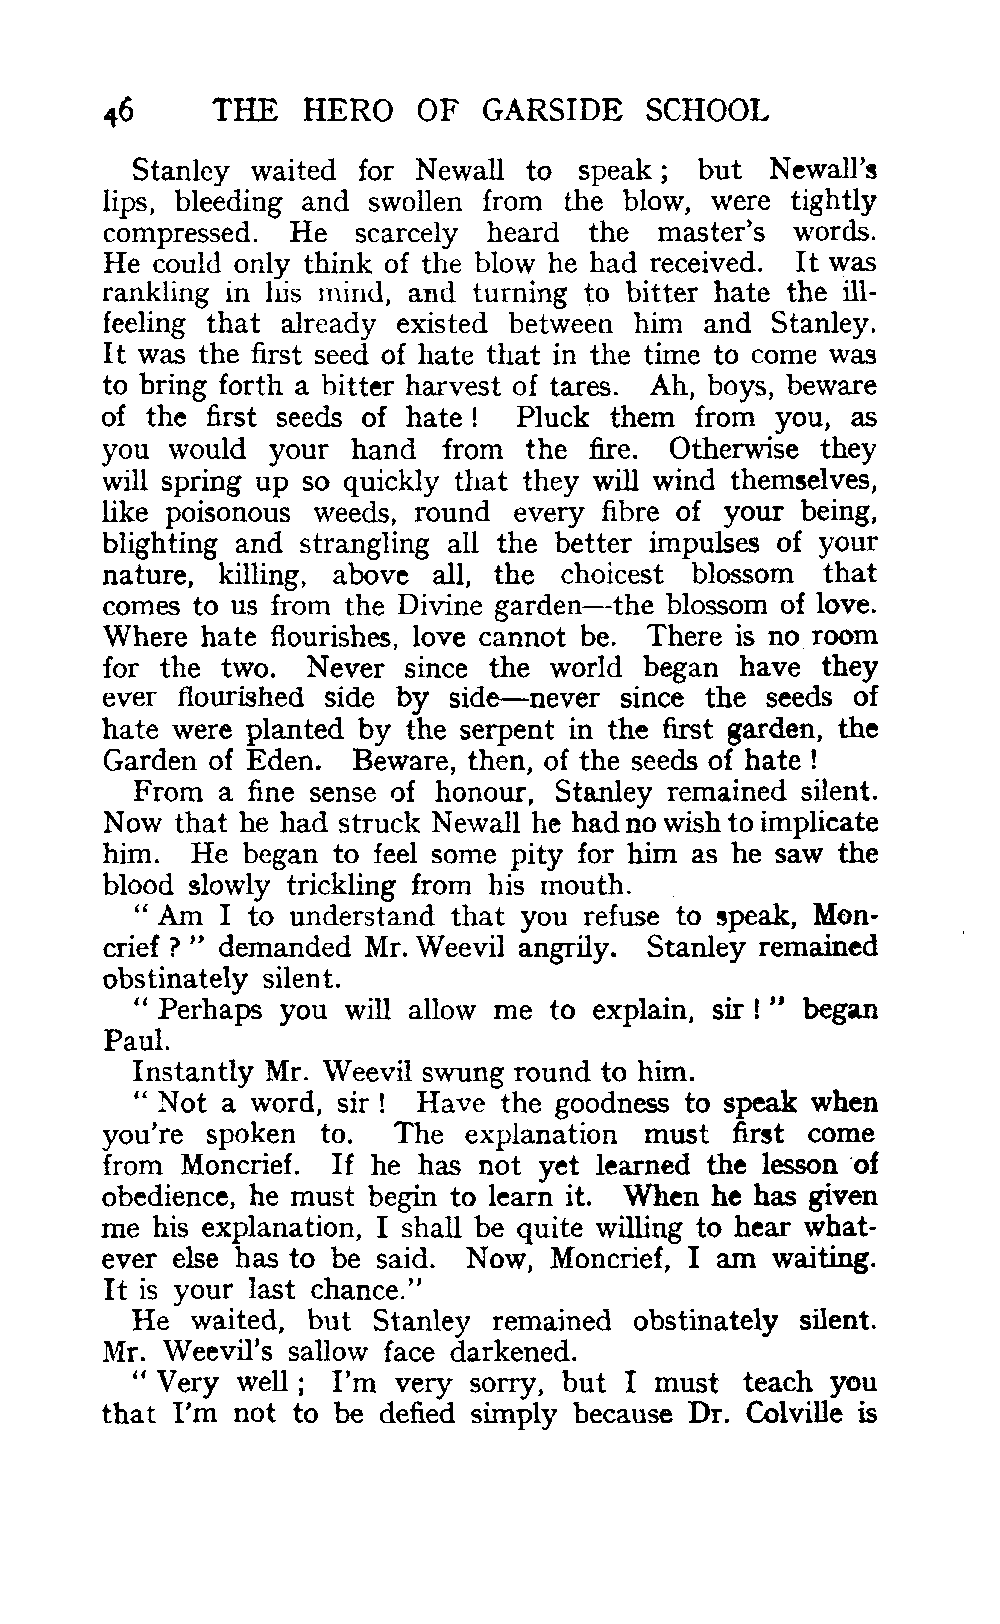 46 THE HERO OF GARSIDE SCHOOL
Stanley waited for Newall to speak ; but Newall's
lips, bleeding and swollen from the blow, were tightly
compressed. He scarcely heard the master's words.
He could only think of the blow he had received. It was
rankling in his mind, and turning to bitter hate the ill-
feeling that already existed between him and Stanley.
It was the first seed of hate that in the time to come was
to bring forth a bitter harvest of tares. Ah, boys, beware
of the first seeds of hate ! Pluck them from you, as
you would your hand from the fire. Otherwise they
will spring up so quickly that they will wind themselves,
like poisonous weeds, round every fibre of your being,
blighting and strangling all the better impulses of your
nature, killing, above all, the choicest blossom that
comes to us from the Divine garden—the blossom of love.
Where hate flourishes, love cannot be. There is no room
for the two. Never since the world began have they
ever flourished side by side—never since the seeds of
hate were planted by the serpent in the first garden, the
Garden of Eden. Beware, then, of the seeds of hate !
From a fine sense of honour, Stanley remained silent.
Now that he had struck Newall he had no wish to implicate
him. He began to feel some pity for him as he saw the
blood slowly trickling from his mouth.
“ Am I to understand that you refuse to speak, Mon-
crief ? ” demanded Mr. Weevil angrily. Stanley remained
obstinately silent.
“ Perhaps you will allow me to explain, sir ! ” began
Paul.
Instantly Mr. Weevil swung round to him.
“ Not a word, sir ! Have the goodness to speak when
you're spoken to. The explanation must first come
from Moncrief. If he has not yet learned the lesson of
obedience, he must begin to learn it. When he has given
me his explanation, I shall be quite willing to hear what-
ever else has to be said. Now, Moncrief, I am waiting.
It is your last chance.”
He waited, but Stanley remained obstinately silent.
Mr. Weevil's sallow face darkened.
“ Very well ; I'm very sorry, but I must teach you
that I'm not to be defied simply because Dr. Colville is